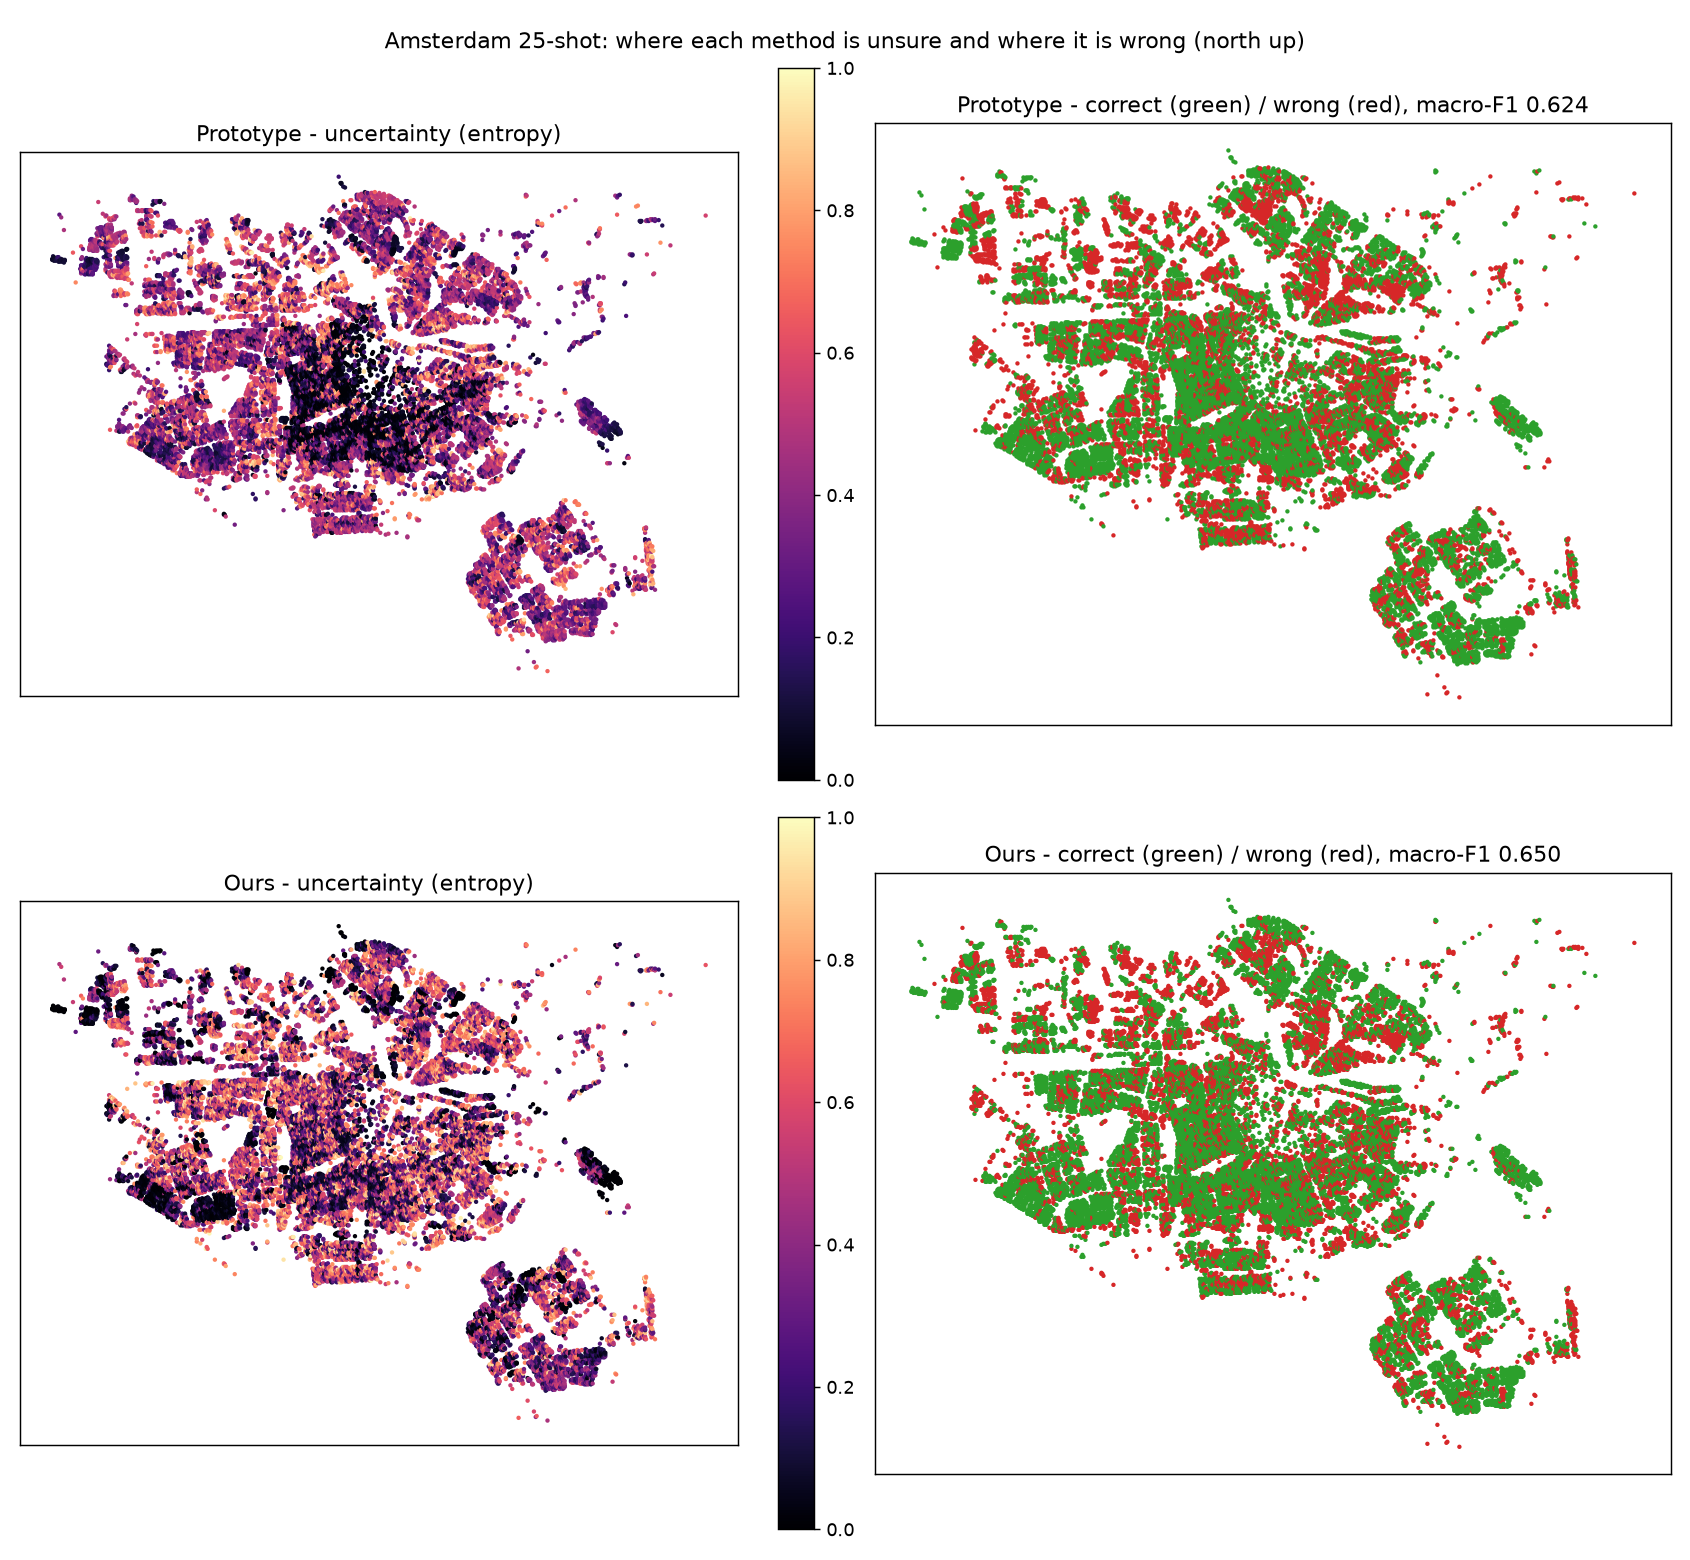 Amsterdam 25-shot: where each method is unsure and where it is wrong (north up)
Prototype - uncertainty (entropy)
1.0
0.8
0.6
0.4
0.2
0.0
Prototype - correct (green) / wrong (red), macro-F1 0.624
Ours - uncertainty (entropy)
1.0
0.8
0.6
0.4
0.2
0.0
Ours - correct (green) / wrong (red), macro-F1 0.650